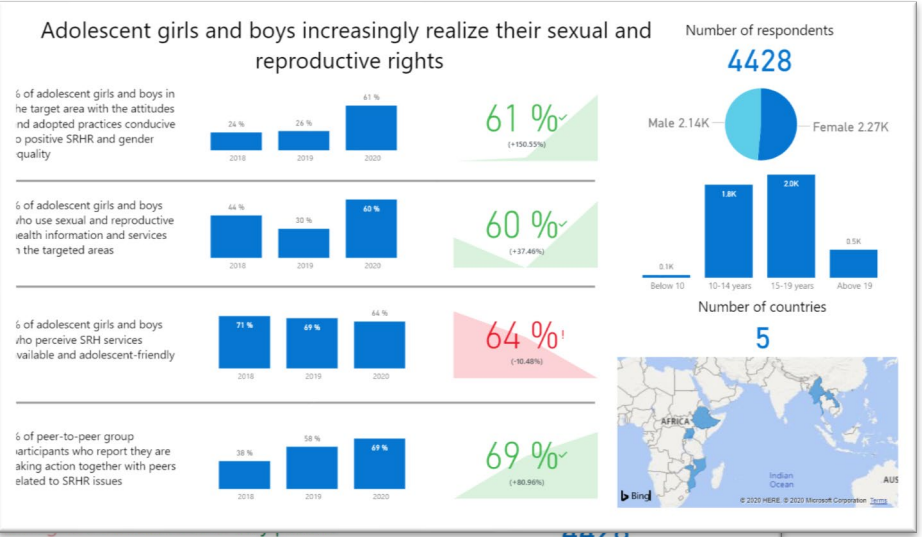 Adolescent girls and boys increasingly realize their sexual and
reproductive rights
% of adolescent girls and boys in
he target area with the attitudes
nd adopted practices conducive
o positive SRHR and gender
quality
24 %
26 %
61 %
2018
2019
2020
61 %
(+150.55%)
% of adolescent girls and boys
who use sexual and reproductive
ealth information and services
n the targeted areas
44 %
30 %
60 %
2018
2019
2020
60 %
(+37.46%)
% of adolescent girls and boys
who perceive SRH services
vailable and adolescent-friendly
71 %
69 %
64 %
2018
2019
2020
64 %!
(-10.48%)
% of peer-to-peer group
articipants who report they are
aking action together with peers
elated to SRHR issues
38 %
58 %
69 %
2018
2019
2020
69 %
(+80.96%)
Number of respondents
4428
Male 2.14K
Female 2.27K
0.1K
1.8K
2.0K
0.5K
Below 10
10-14 years
15-19 years
Above 19
Number of countries
5
AFRICA
Indian
Ocean
AUS
Bing
© 2020 HERE, © 2020 Microsoft Corporation Terms